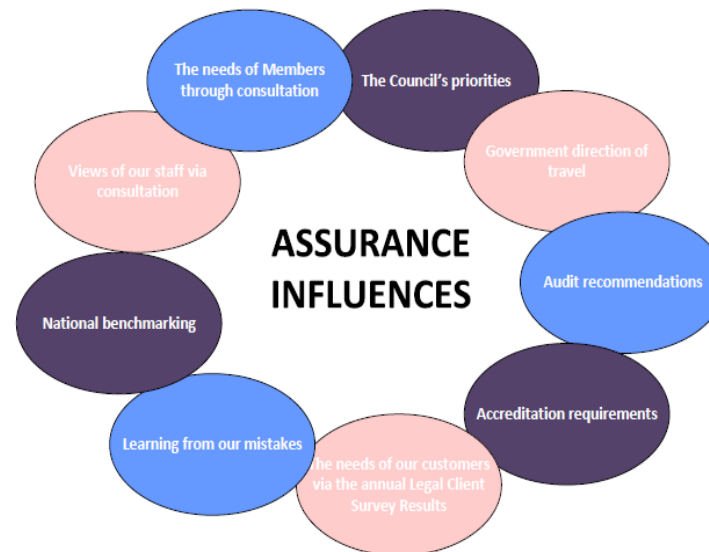 The needs of Members
through consultation
The Council's priorities
Government direction of
travel
Views of our staff via
consultation
ASSURANCE
INFLUENCES
Audit recommendations
National benchmarking
Accreditation requirements
Learning from our mistakes
The needs of our customers
via the annual Legal Client
Survey Results